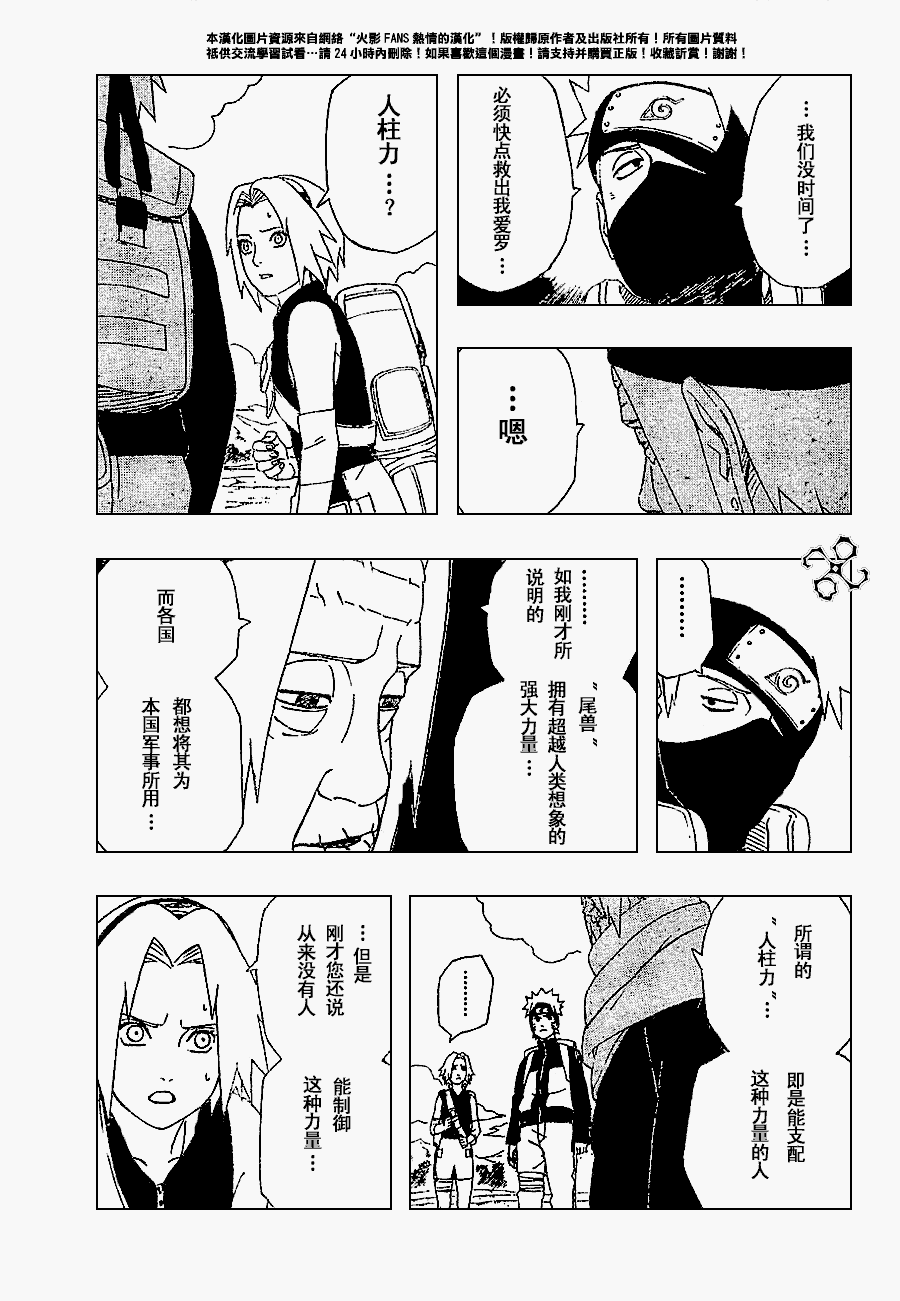 本漢化圖片資源來自網絡“火影FANS熱情的漢化”！版權歸原作者及出版社所有！所有圖片質料
祗供交流學習試看…請24小時內刪除！如果喜歡這個漫畫！請支持并購買正版！收藏訢賞！謝謝！
…我们没时间了…
必须快点救出我爱罗…
人柱力…？
…嗯
………
………
如我刚才所
说明的
“尾兽”
拥有超越人类想象的
强大力量…
而各国
都想将其为
本国军事所用…
所谓的
“人柱力”…
即是能支配
这种力量的人
………
…但是
刚才您还说
从来没有人
能制御
这种力量…